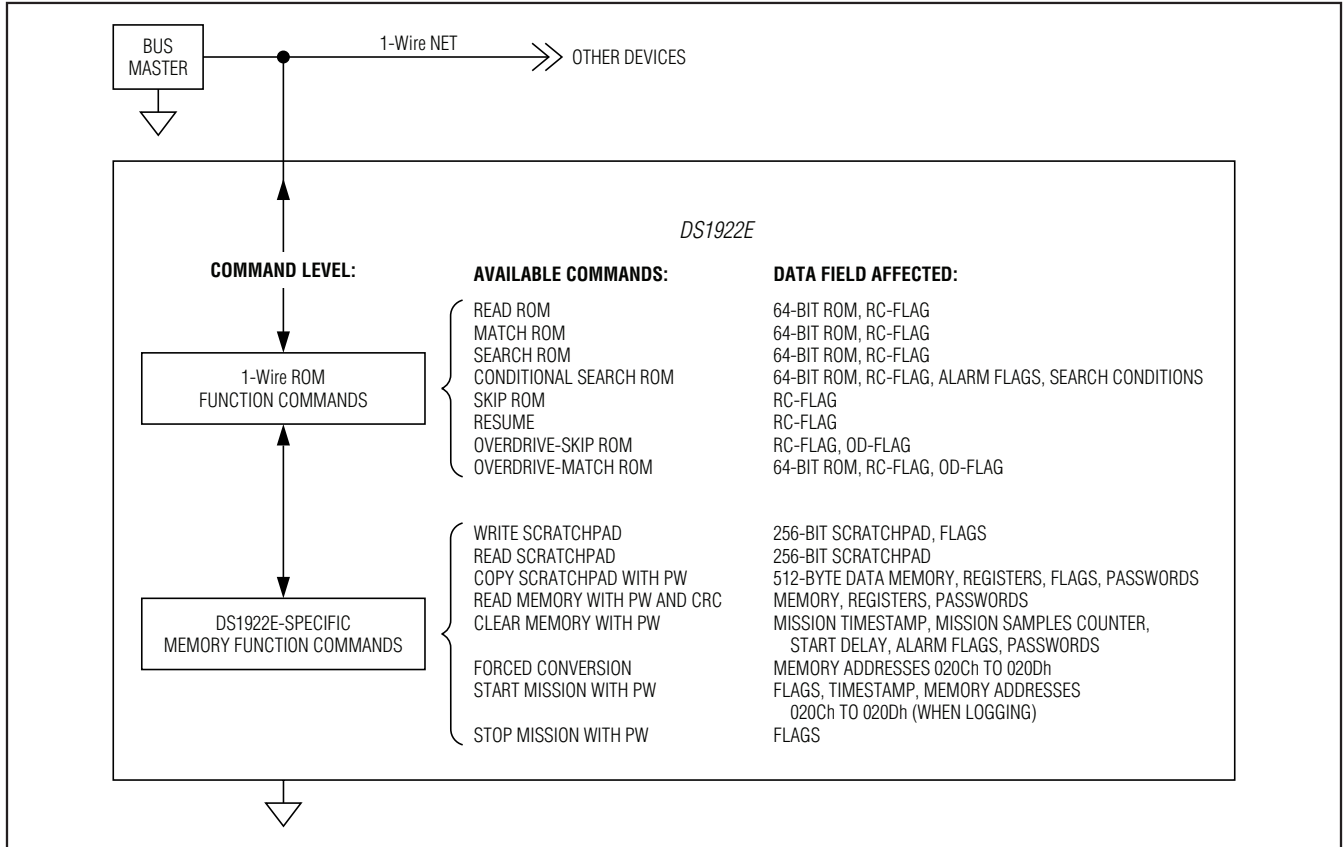 BUS
MASTER
1-Wire NET
OTHER DEVICES
DS1922E
COMMAND LEVEL:
AVAILABLE COMMANDS:
DATA FIELD AFFECTED:
1-Wire ROM
FUNCTION COMMANDS
READ ROM
64-BIT ROM, RC-FLAG
MATCH ROM
64-BIT ROM, RC-FLAG
SEARCH ROM
64-BIT ROM, RC-FLAG
CONDITIONAL SEARCH ROM
64-BIT ROM, RC-FLAG, ALARM FLAGS, SEARCH CONDITIONS
SKIP ROM
RC-FLAG
RESUME
RC-FLAG
OVERDRIVE-SKIP ROM
RC-FLAG, OD-FLAG
OVERDRIVE-MATCH ROM
64-BIT ROM, RC-FLAG, OD-FLAG
DS1922E-SPECIFIC
MEMORY FUNCTION COMMANDS
WRITE SCRATCHPAD
256-BIT SCRATCHPAD, FLAGS
READ SCRATCHPAD
256-BIT SCRATCHPAD
COPY SCRATCHPAD WITH PW
512-BYTE DATA MEMORY, REGISTERS, FLAGS, PASSWORDS
READ MEMORY WITH PW AND CRC
MEMORY, REGISTERS, PASSWORDS
CLEAR MEMORY WITH PW
MISSION TIMESTAMP, MISSION SAMPLES COUNTER,
START DELAY, ALARM FLAGS, PASSWORDS
FORCED CONVERSION
MEMORY ADDRESSES 020Ch TO 020Dh
START MISSION WITH PW
FLAGS, TIMESTAMP, MEMORY ADDRESSES
020Ch TO 020Dh (WHEN LOGGING)
STOP MISSION WITH PW
FLAGS